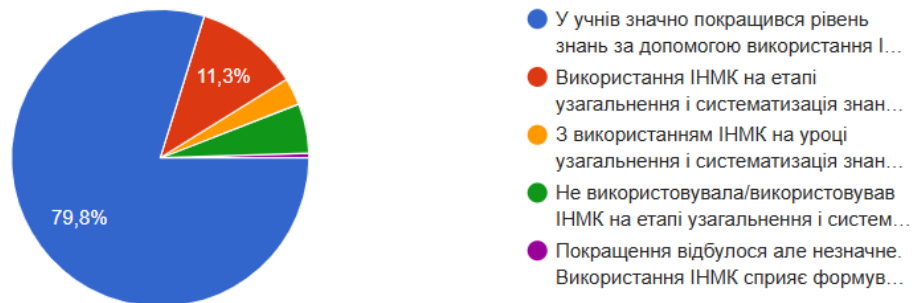 11,3%
79,8%
У учнів значно покращився рівень
знань за допомогою використання І…
Використання ІНМК на етапі
узагальнення і систематизація знан…
З використанням ІНМК на уроці
узагальнення і систематизація знан…
Не використовувала/використовував
ІНМК на етапі узагальнення і систем…
Покращення відбулося але незначне.
Використання ІНМК сприяє формув…